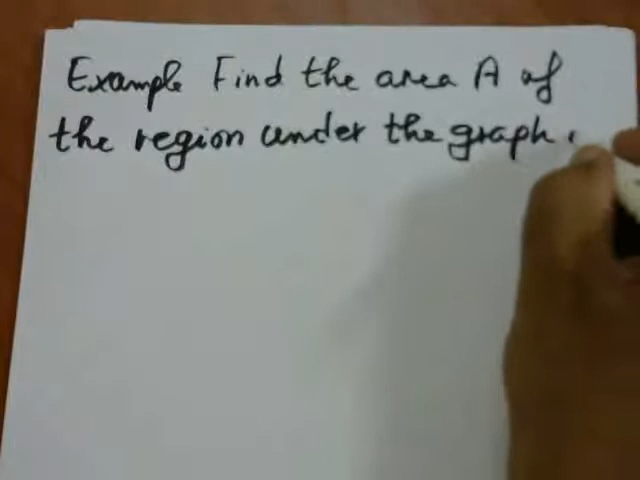 Example Find the area A of
the region under the graph